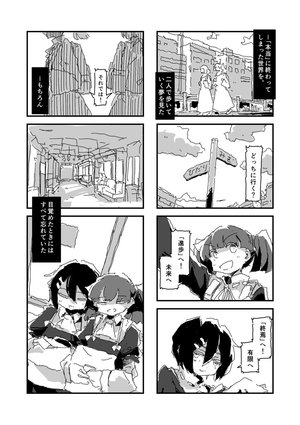 ―「本当」に終わって
しまった世界を、
二人で歩いて
いく夢を見た
どっちに行く？
「進歩」へ！
未来へ
「終焉」へ！
有限へ
それでは！
―もちろん
目覚めたときには
すべて忘れていた